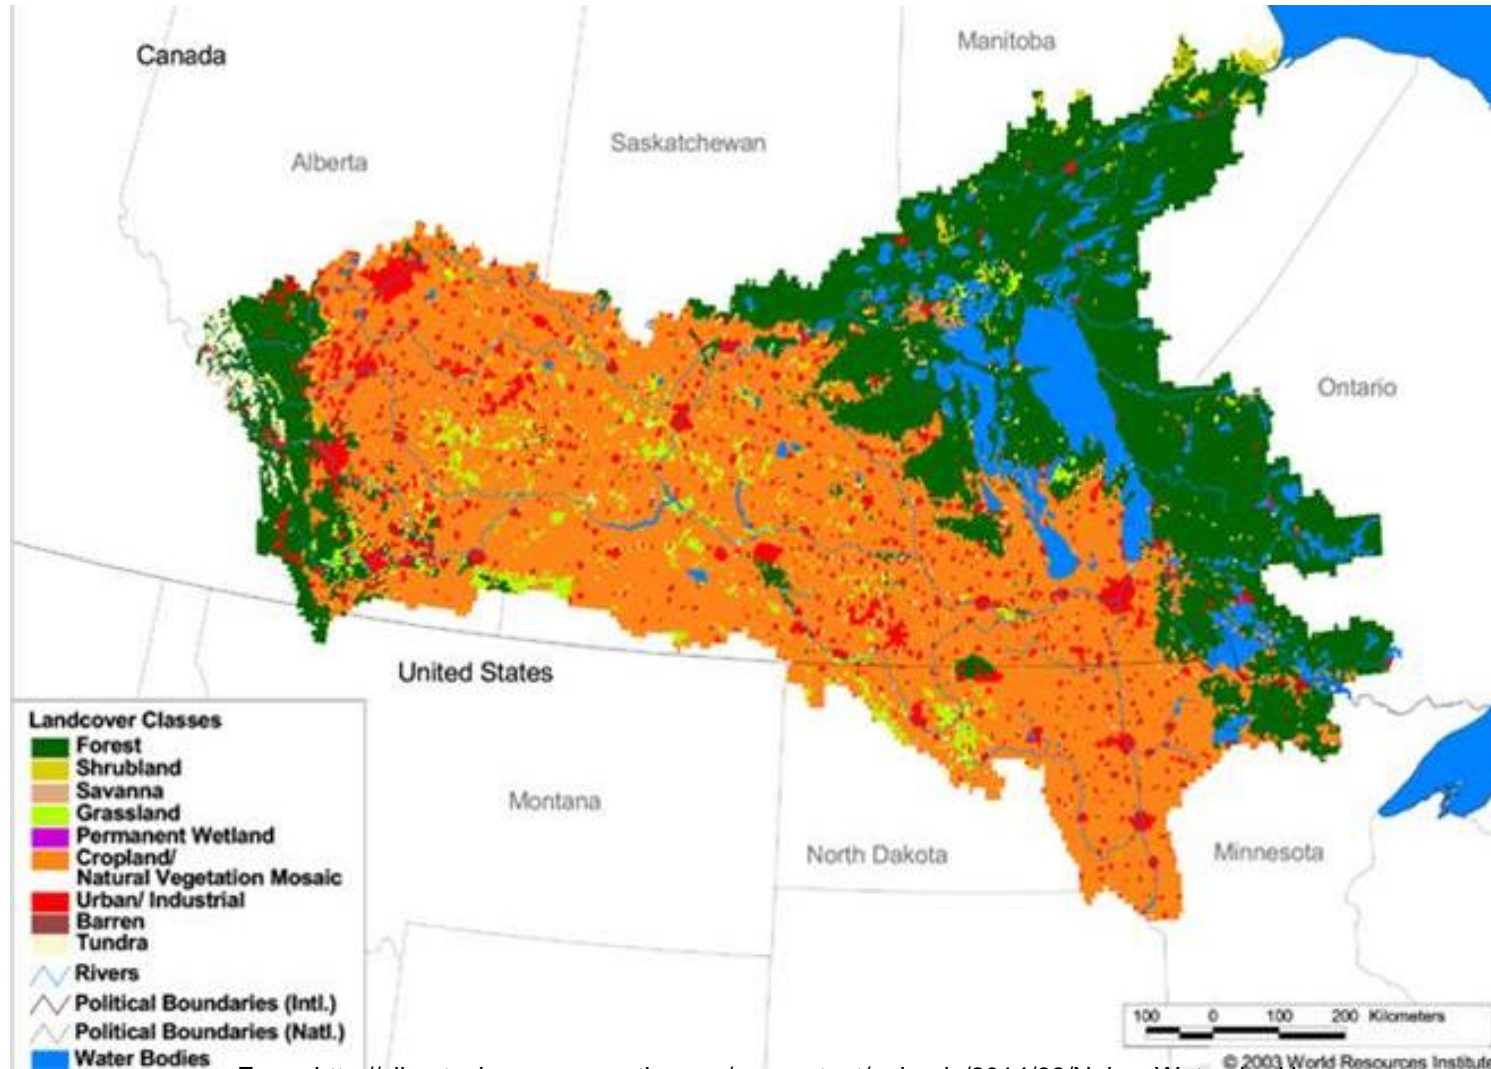 Canada
Manitoba
Saskatchewan
Alberta
Ontario
United States
Montana
North Dakota
Minnesota
Landcover Classes
Forest
Shrubland
Savanna
Grassland
Permanent Wetland
Cropland/
Natural Vegetation Mosaic
Urban/ Industrial
Barren
Tundra
Rivers
Political Boundaries (Intl.)
Political Boundaries (Natl.)
Water Bodies
100 0 100 200 Kilometers
© 2003 World Resources Institute